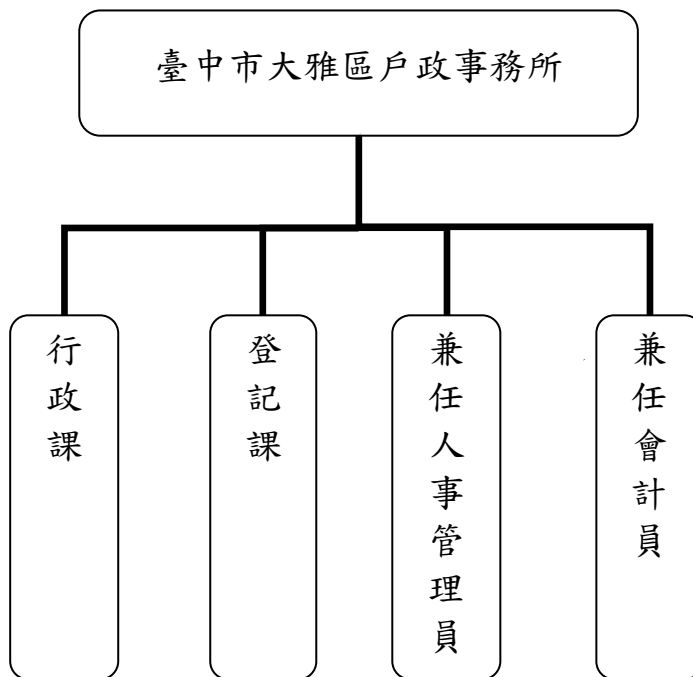 臺中市大雅區戶政事務所
行政課
登記課
兼任人事管理員
兼任會計員